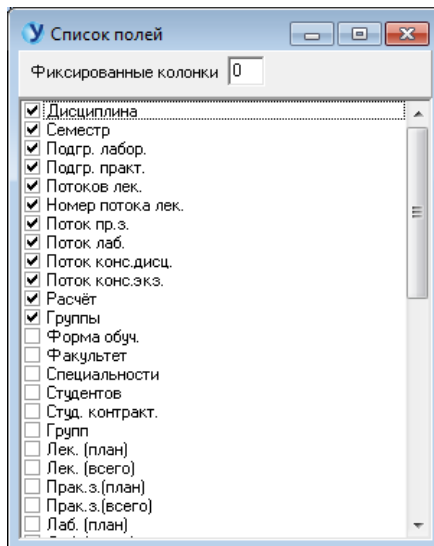 Список полей
Фиксированные колонки 0
Дисциплина
Семестр
Подгр. лабор.
Подгр. практ.
Потоков лек.
Номер потока лек.
Поток пр.з.
Поток лаб.
Поток конс.дисц.
Поток конс.экз.
Расчёт
Группы
Форма обуч.
Факультет
Специальности
Студентов
Студ. контракт.
Групп
Лек. (план)
Лек. (всего)
Прак.з.(план)
Прак.з.(всего)
Лаб. (план)